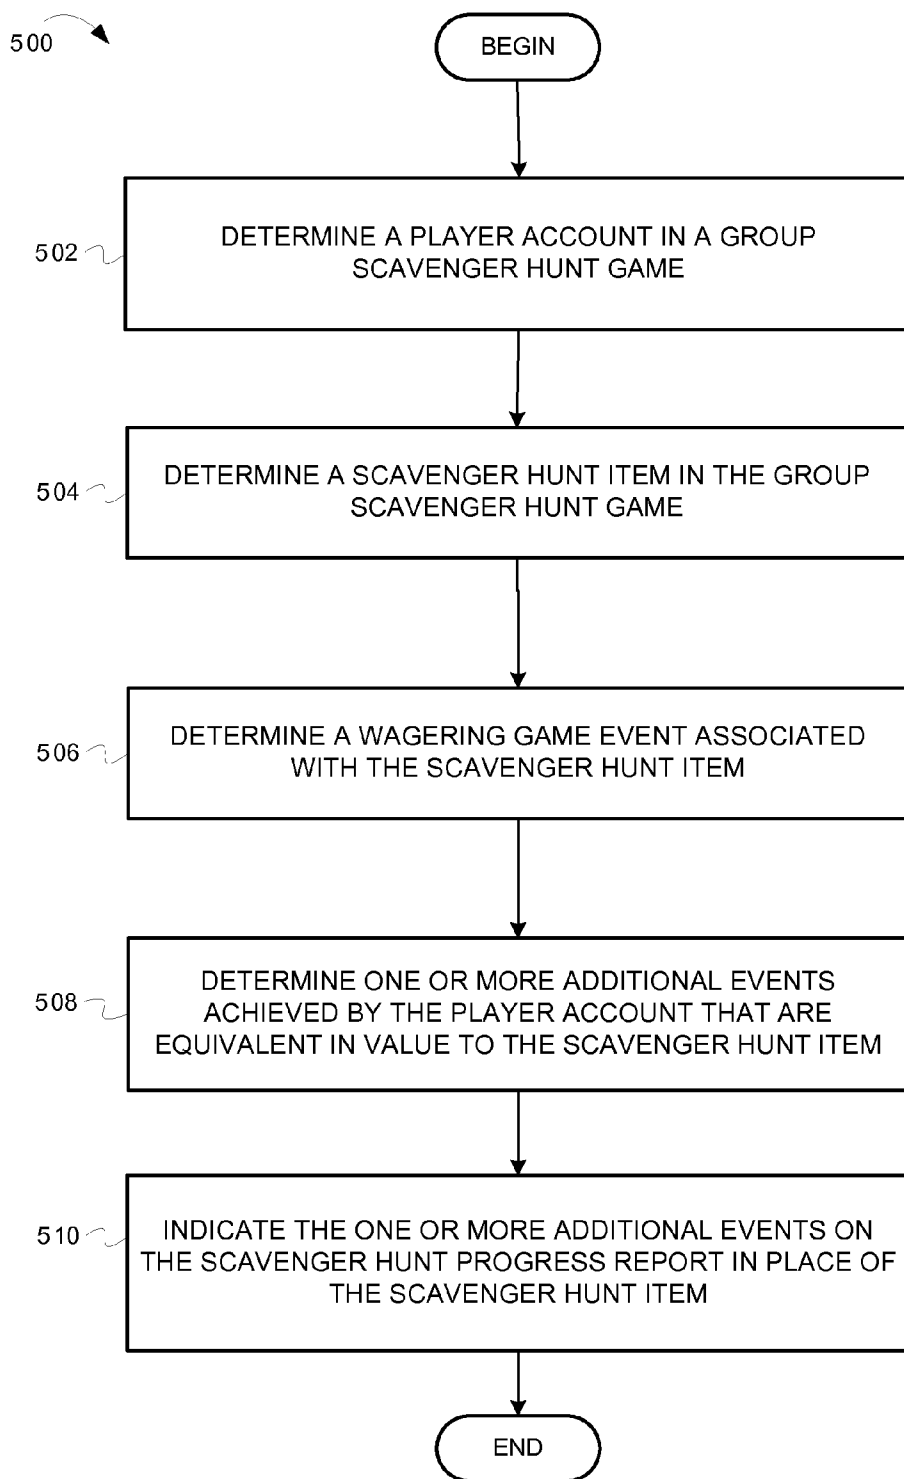 500
BEGIN
502
DETERMINE A PLAYER ACCOUNT IN A GROUP
SCAVENGER HUNT GAME
504
DETERMINE A SCAVENGER HUNT ITEM IN THE GROUP
SCAVENGER HUNT GAME
506
DETERMINE A WAGERING GAME EVENT ASSOCIATED
WITH THE SCAVENGER HUNT ITEM
508
DETERMINE ONE OR MORE ADDITIONAL EVENTS
ACHIEVED BY THE PLAYER ACCOUNT THAT ARE
EQUIVALENT IN VALUE TO THE SCAVENGER HUNT ITEM
510
INDICATE THE ONE OR MORE ADDITIONAL EVENTS ON
THE SCAVENGER HUNT PROGRESS REPORT IN PLACE OF
THE SCAVENGER HUNT ITEM
END